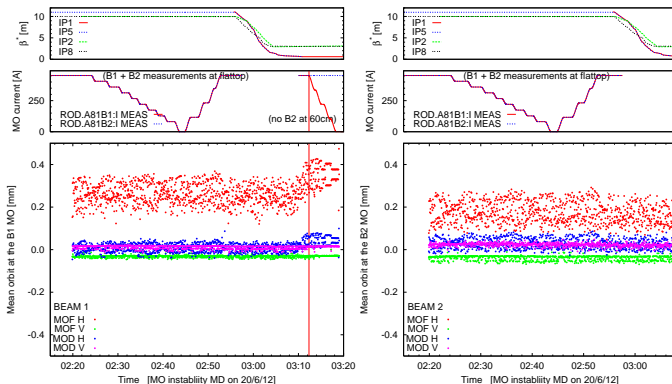 10
5
0
β* [m]
IP1
IP5
IP2
IP8
250
0
MO current [A]
(B1 + B2 measurements at flattop)
ROD.A81B1:I MEAS
ROD.A81B2:I MEAS
(no B2 at 60cm)
0.4
0.2
0.0
-0.2
-0.4
Mean orbit at the B1 MO [mm]
BEAM 1
MOF H
MOF V
MOD H
MOD V
02:20
02:30
02:40
02:50
03:00
03:10
03:20
Time [MO instabliity MD on 20/6/12]
10
5
0
β* [m]
IP1
IP5
IP2
IP8
250
0
MO current [A]
(B1 + B2 measurements at flattop)
ROD.A81B1:I MEAS
ROD.A81B2:I MEAS
0.4
0.2
0.0
-0.2
-0.4
Mean orbit at the B2 MO [mm]
BEAM 2
MOF H
MOF V
MOD H
MOD V
02:20
02:30
02:40
02:50
03:00
Time [MO instabliity MD on 20/6/12]